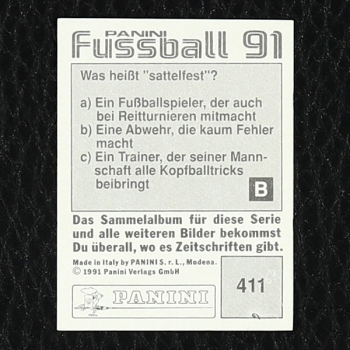 PANINI
Fussball 91
Was heißt "sattelfest"?
a) Ein Fußballspieler, der auch
bei Reitturnieren mitmacht
b) Eine Abwehr, die kaum Fehler
macht
c) Ein Trainer, der seiner Mann-
schaft alle Kopfballtricks
beibringt
B
Das Sammelalbum für diese Serie
und alle weiteren Bilder bekommst
Du überall, wo es Zeitschriften gibt.
Made in Italy by PANINI S. r. L., Modena.
© 1991 Panini Verlags GmbH
PANINI
411